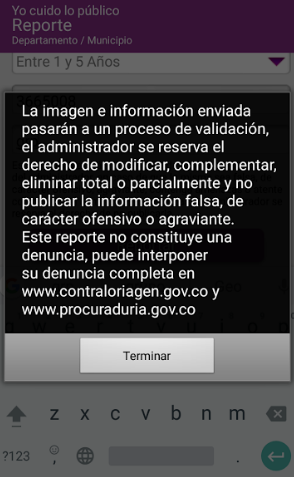 Yo cuido lo público
Reporte
Departamento / Municipio
Entre 1 y 5 Años
La imagen e información enviada
pasarán a un proceso de validación,
el administrador se reserva el
derecho de modificar, complementar,
eliminar total o parcialmente y no
publicar la información falsa, de
carácter ofensivo o agraviante.
Este reporte no constituye una
denuncia, puede interponer
su denuncia completa en
www.contraloriagen.gov.co y
www.procuraduria.gov.co
Terminar
z x c v b n m
?123 , .